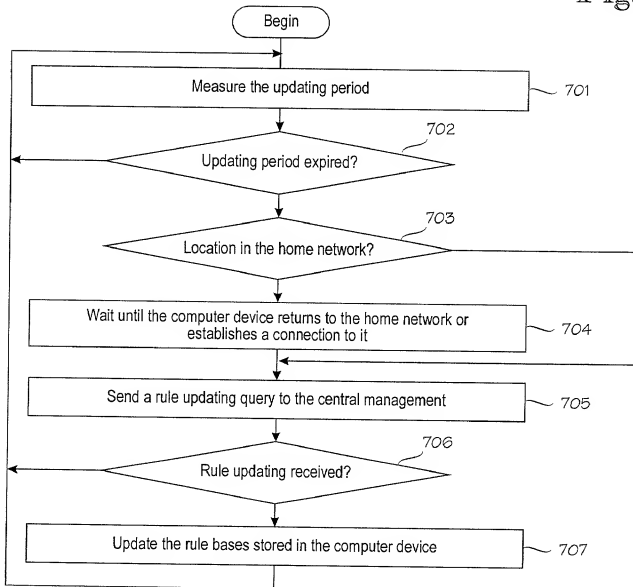 Begin
Measure the updating period
701
702
Updating period expired?
703
Location in the home network?
Wait until the computer device returns to the home network or
establishes a connection to it
704
Send a rule updating query to the central management
705
706
Rule updating received?
Update the rule bases stored in the computer device
707